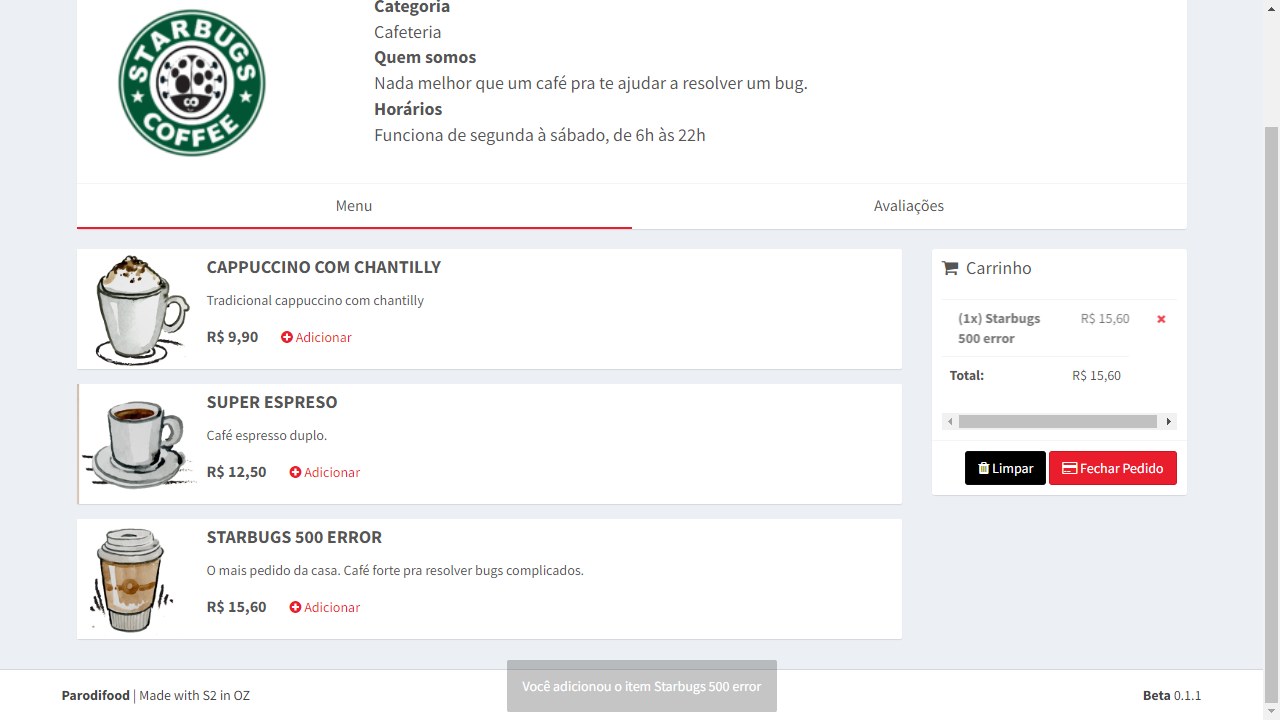 STARBUGS
COFFEE
Categoria
Cafeteria
Quem somos
Nada melhor que um café pra te ajudar a resolver um bug.
Horários
Funciona de segunda à sábado, de 6h às 22h
Menu
Avaliações
CAPPUCCINO COM CHANTILLY
Tradicional cappuccino com chantilly
R$ 9,90 Adicionar
SUPER ESPRESO
Café espresso duplo.
R$ 12,50 Adicionar
STARBUGS 500 ERROR
O mais pedido da casa. Café forte pra resolver bugs complicados.
R$ 15,60 Adicionar
Carrinho
(1x) Starbugs R$ 15,60
500 error
Total: R$ 15,60
Limpar Fechar Pedido
Você adicionou o item Starbugs 500 error
Parodifood | Made with S2 in OZ
Beta 0.1.1